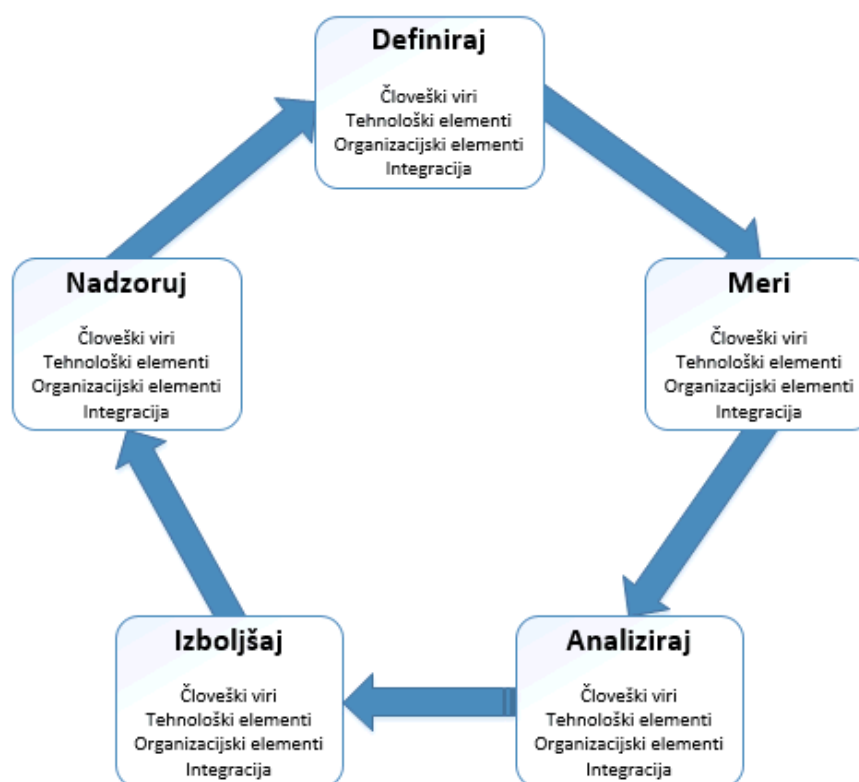 Definiraj
Človeški viri
Tehnološki elementi
Organizacijski elementi
Integracija
Nadzoruj
Človeški viri
Tehnološki elementi
Organizacijski elementi
Integracija
Meri
Človeški viri
Tehnološki elementi
Organizacijski elementi
Integracija
Izboljšaj
Človeški viri
Tehnološki elementi
Organizacijski elementi
Integracija
Analiziraj
Človeški viri
Tehnološki elementi
Organizacijski elementi
Integracija